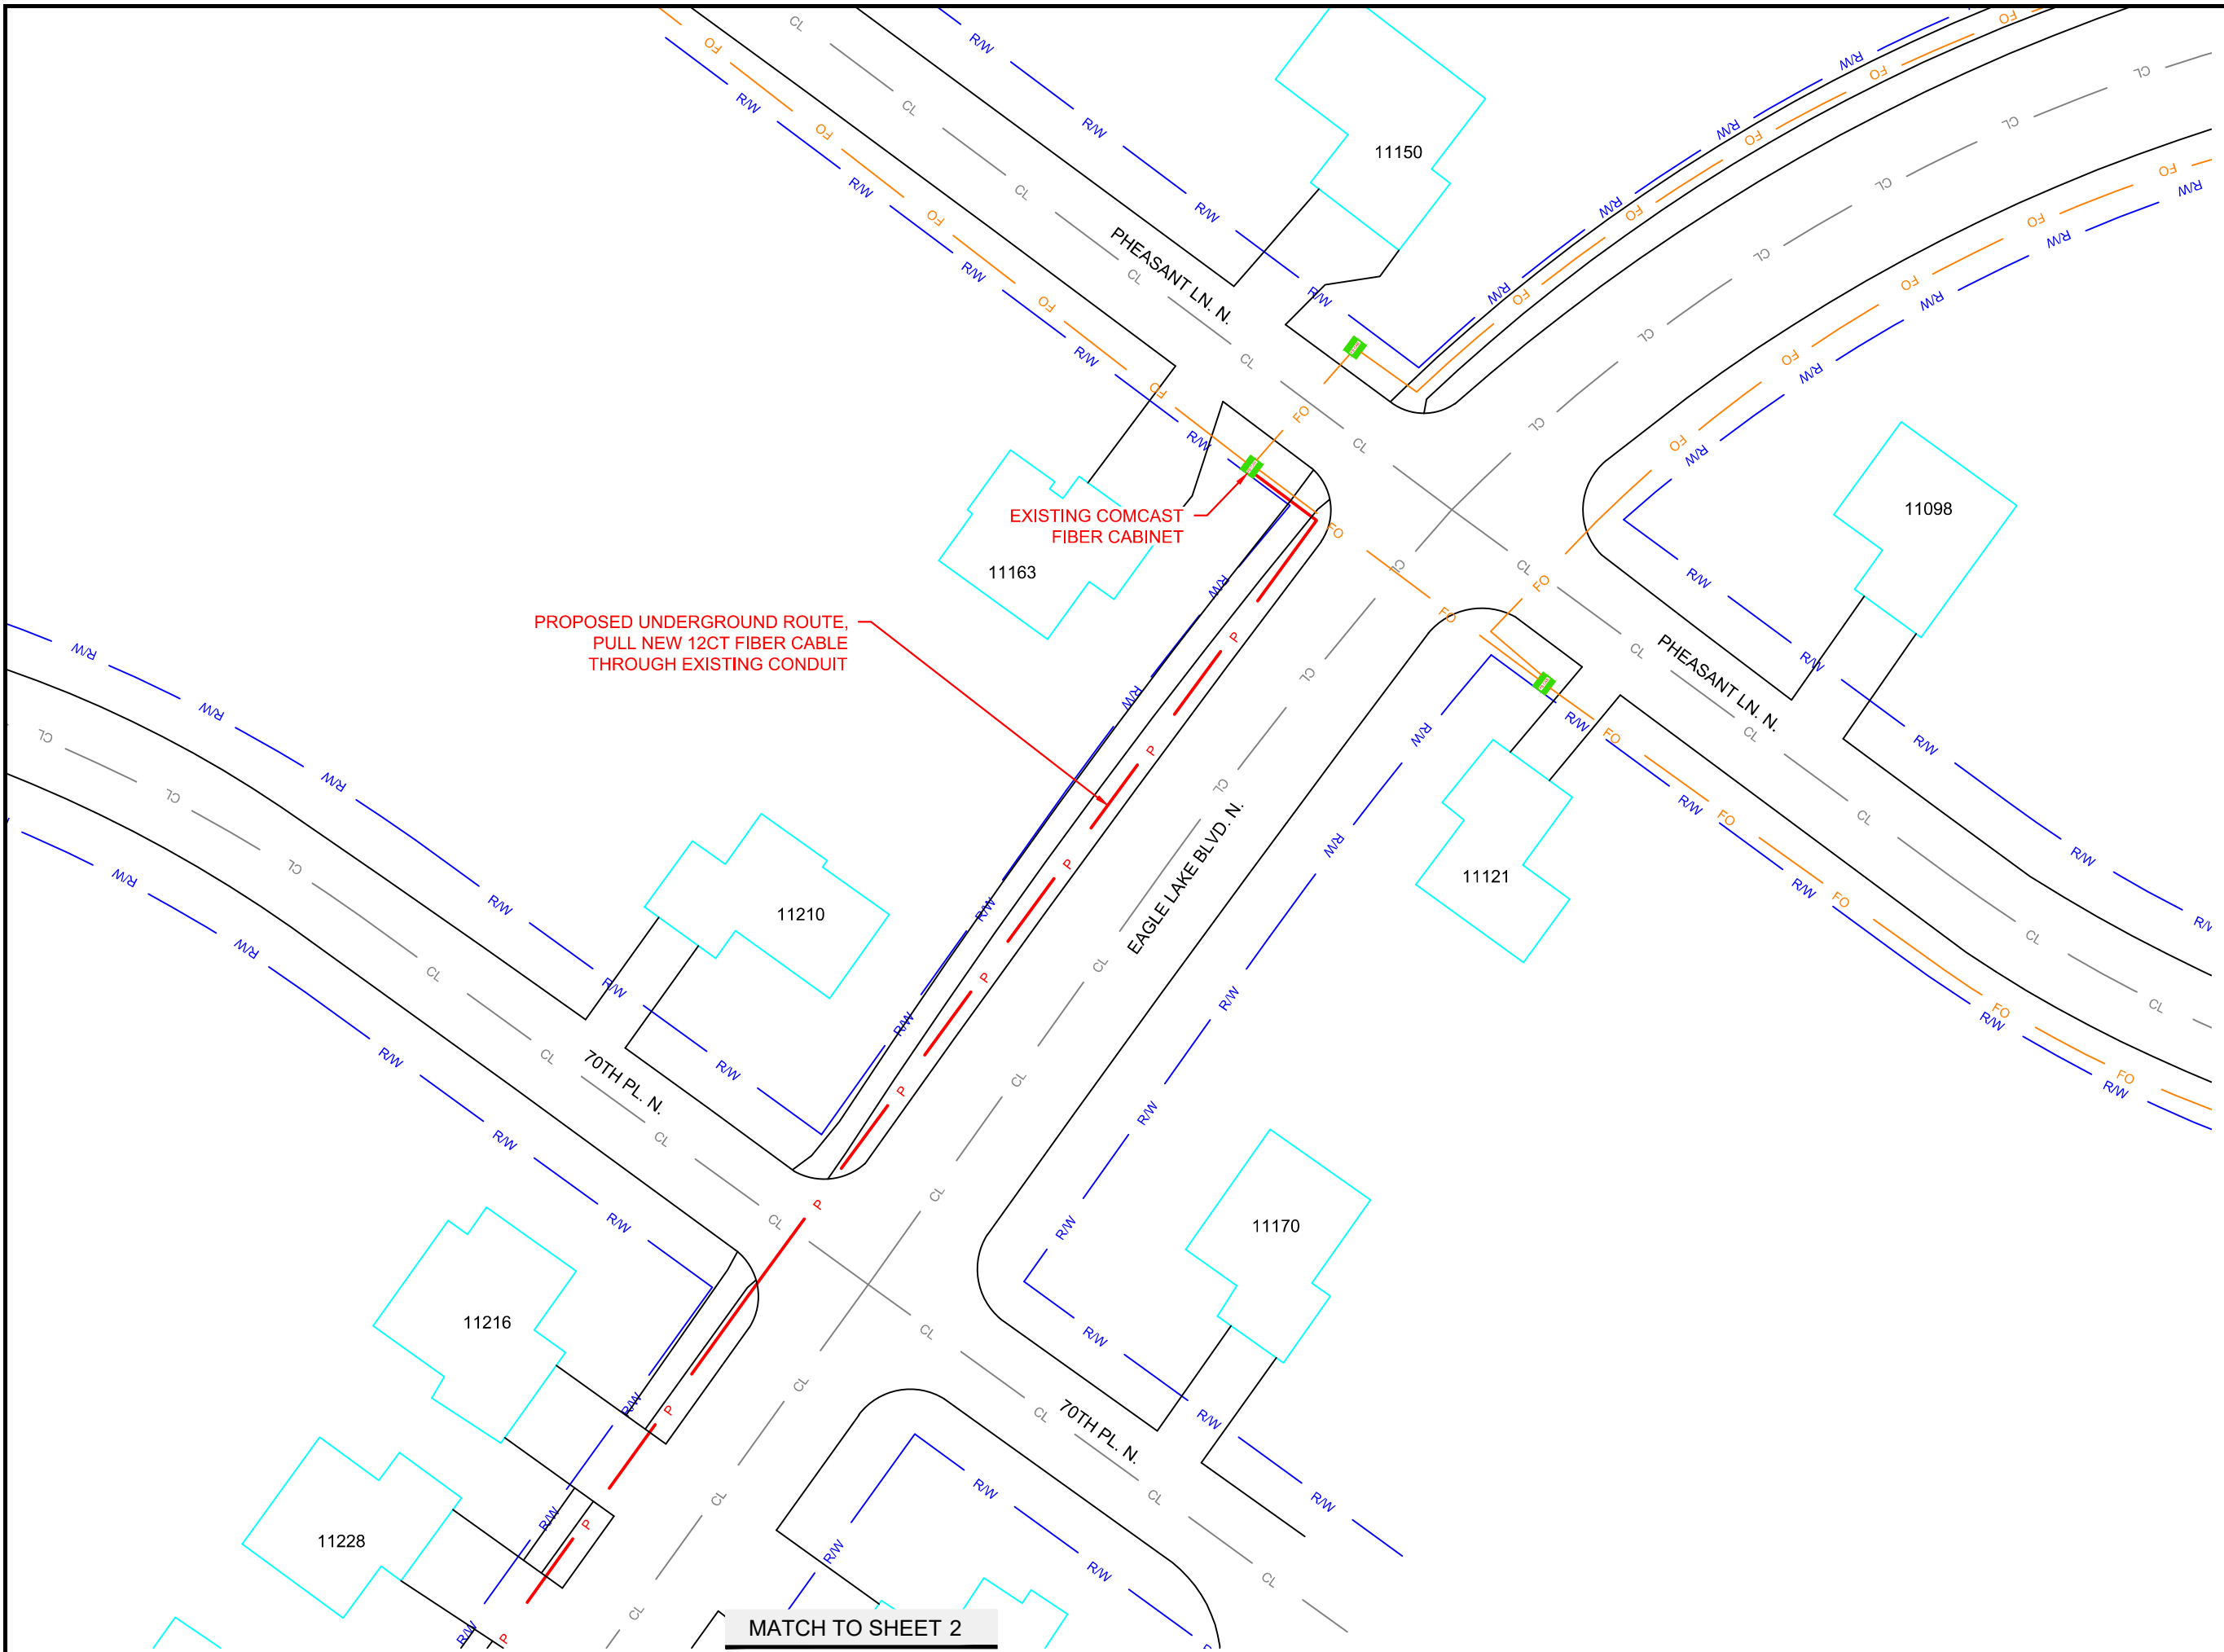 11150
PHEASANT LN. N.
11098
EXISTING COMCAST
FIBER CABINET
11163
PROPOSED UNDERGROUND ROUTE,
PULL NEW 12CT FIBER CABLE
THROUGH EXISTING CONDUIT
PHEASANT LN. N.
EAGLE LAKE BLVD. N.
11121
11210
70TH PL. N.
11170
11216
70TH PL. N.
11228
MATCH TO SHEET 2
CL
FO
R/W
P